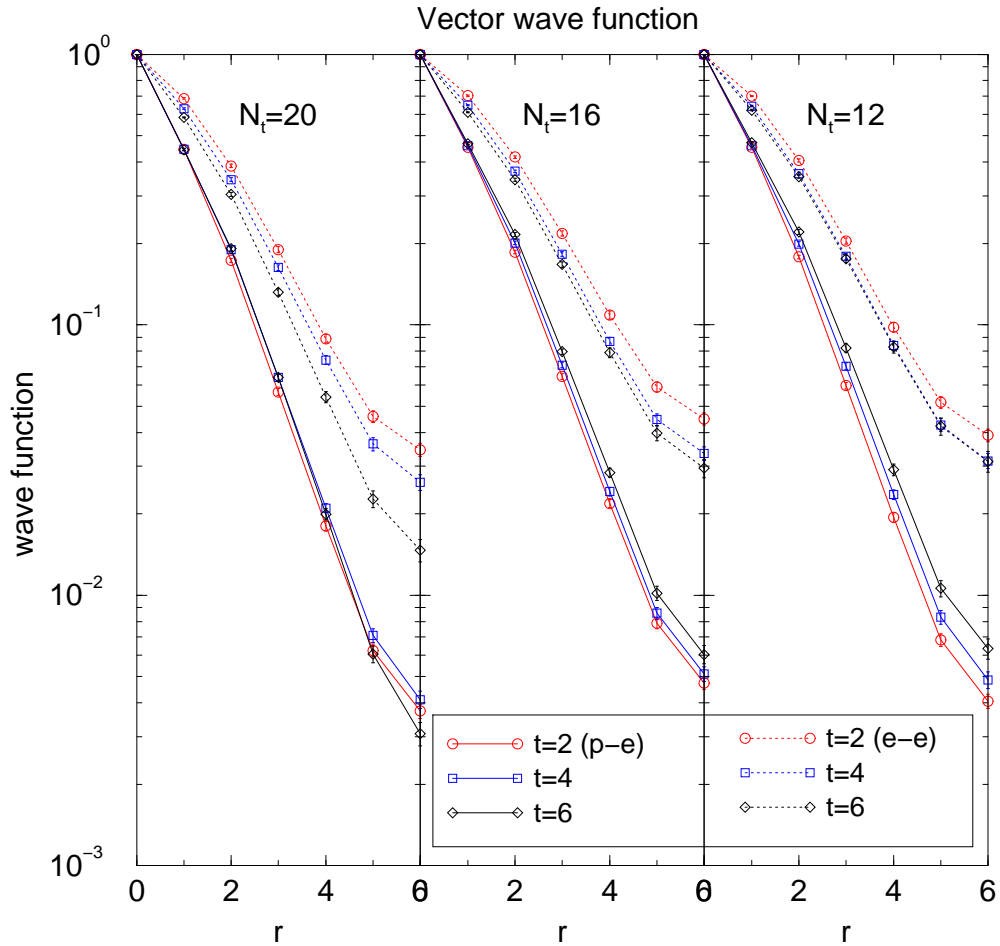 Vector wave function
10^0
N_t=20
N_t=16
N_t=12
10^−1
wave function
10^−2
t=2 (p−e)
t=2 (e−e)
t=4
t=4
t=6
t=6
10^−3
0 2 4 6 0 2 4 6 0 2 4 6
r r r